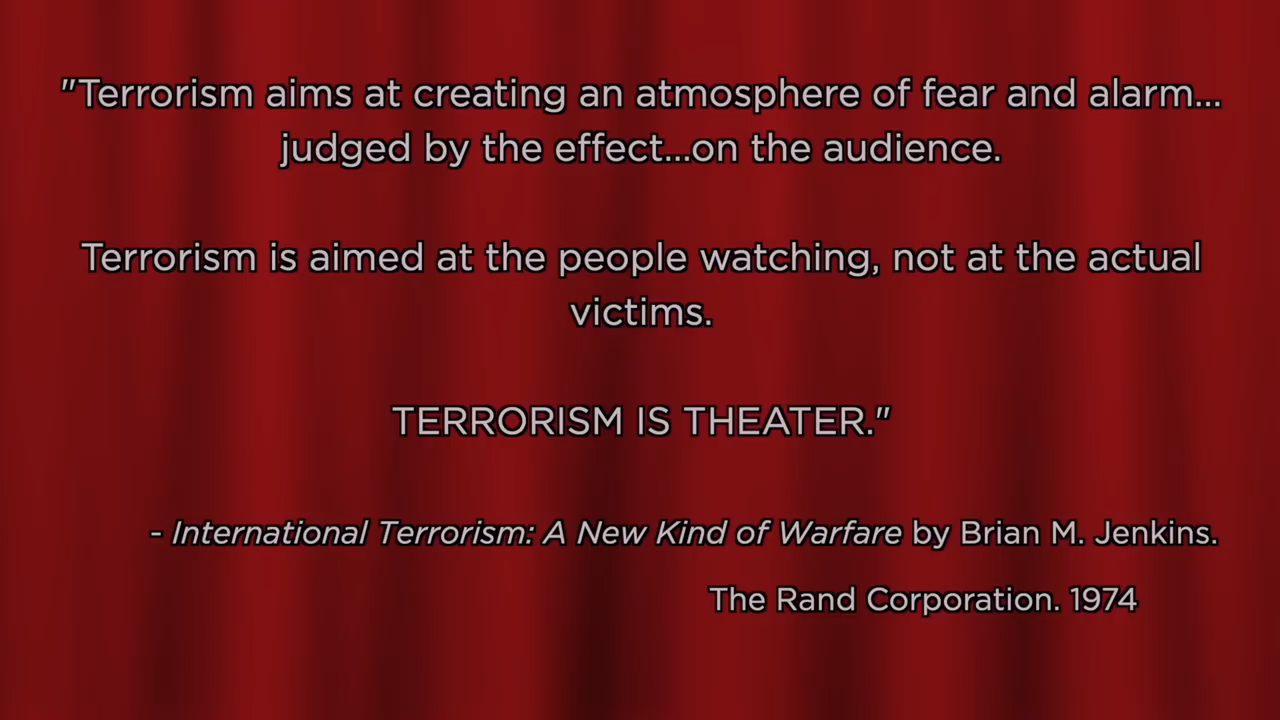 "Terrorism aims at creating an atmosphere of fear and alarm...
judged by the effect...on the audience.
Terrorism is aimed at the people watching, not at the actual
victims.
TERRORISM IS THEATER."
- International Terrorism: A New Kind of Warfare by Brian M. Jenkins.
The Rand Corporation. 1974